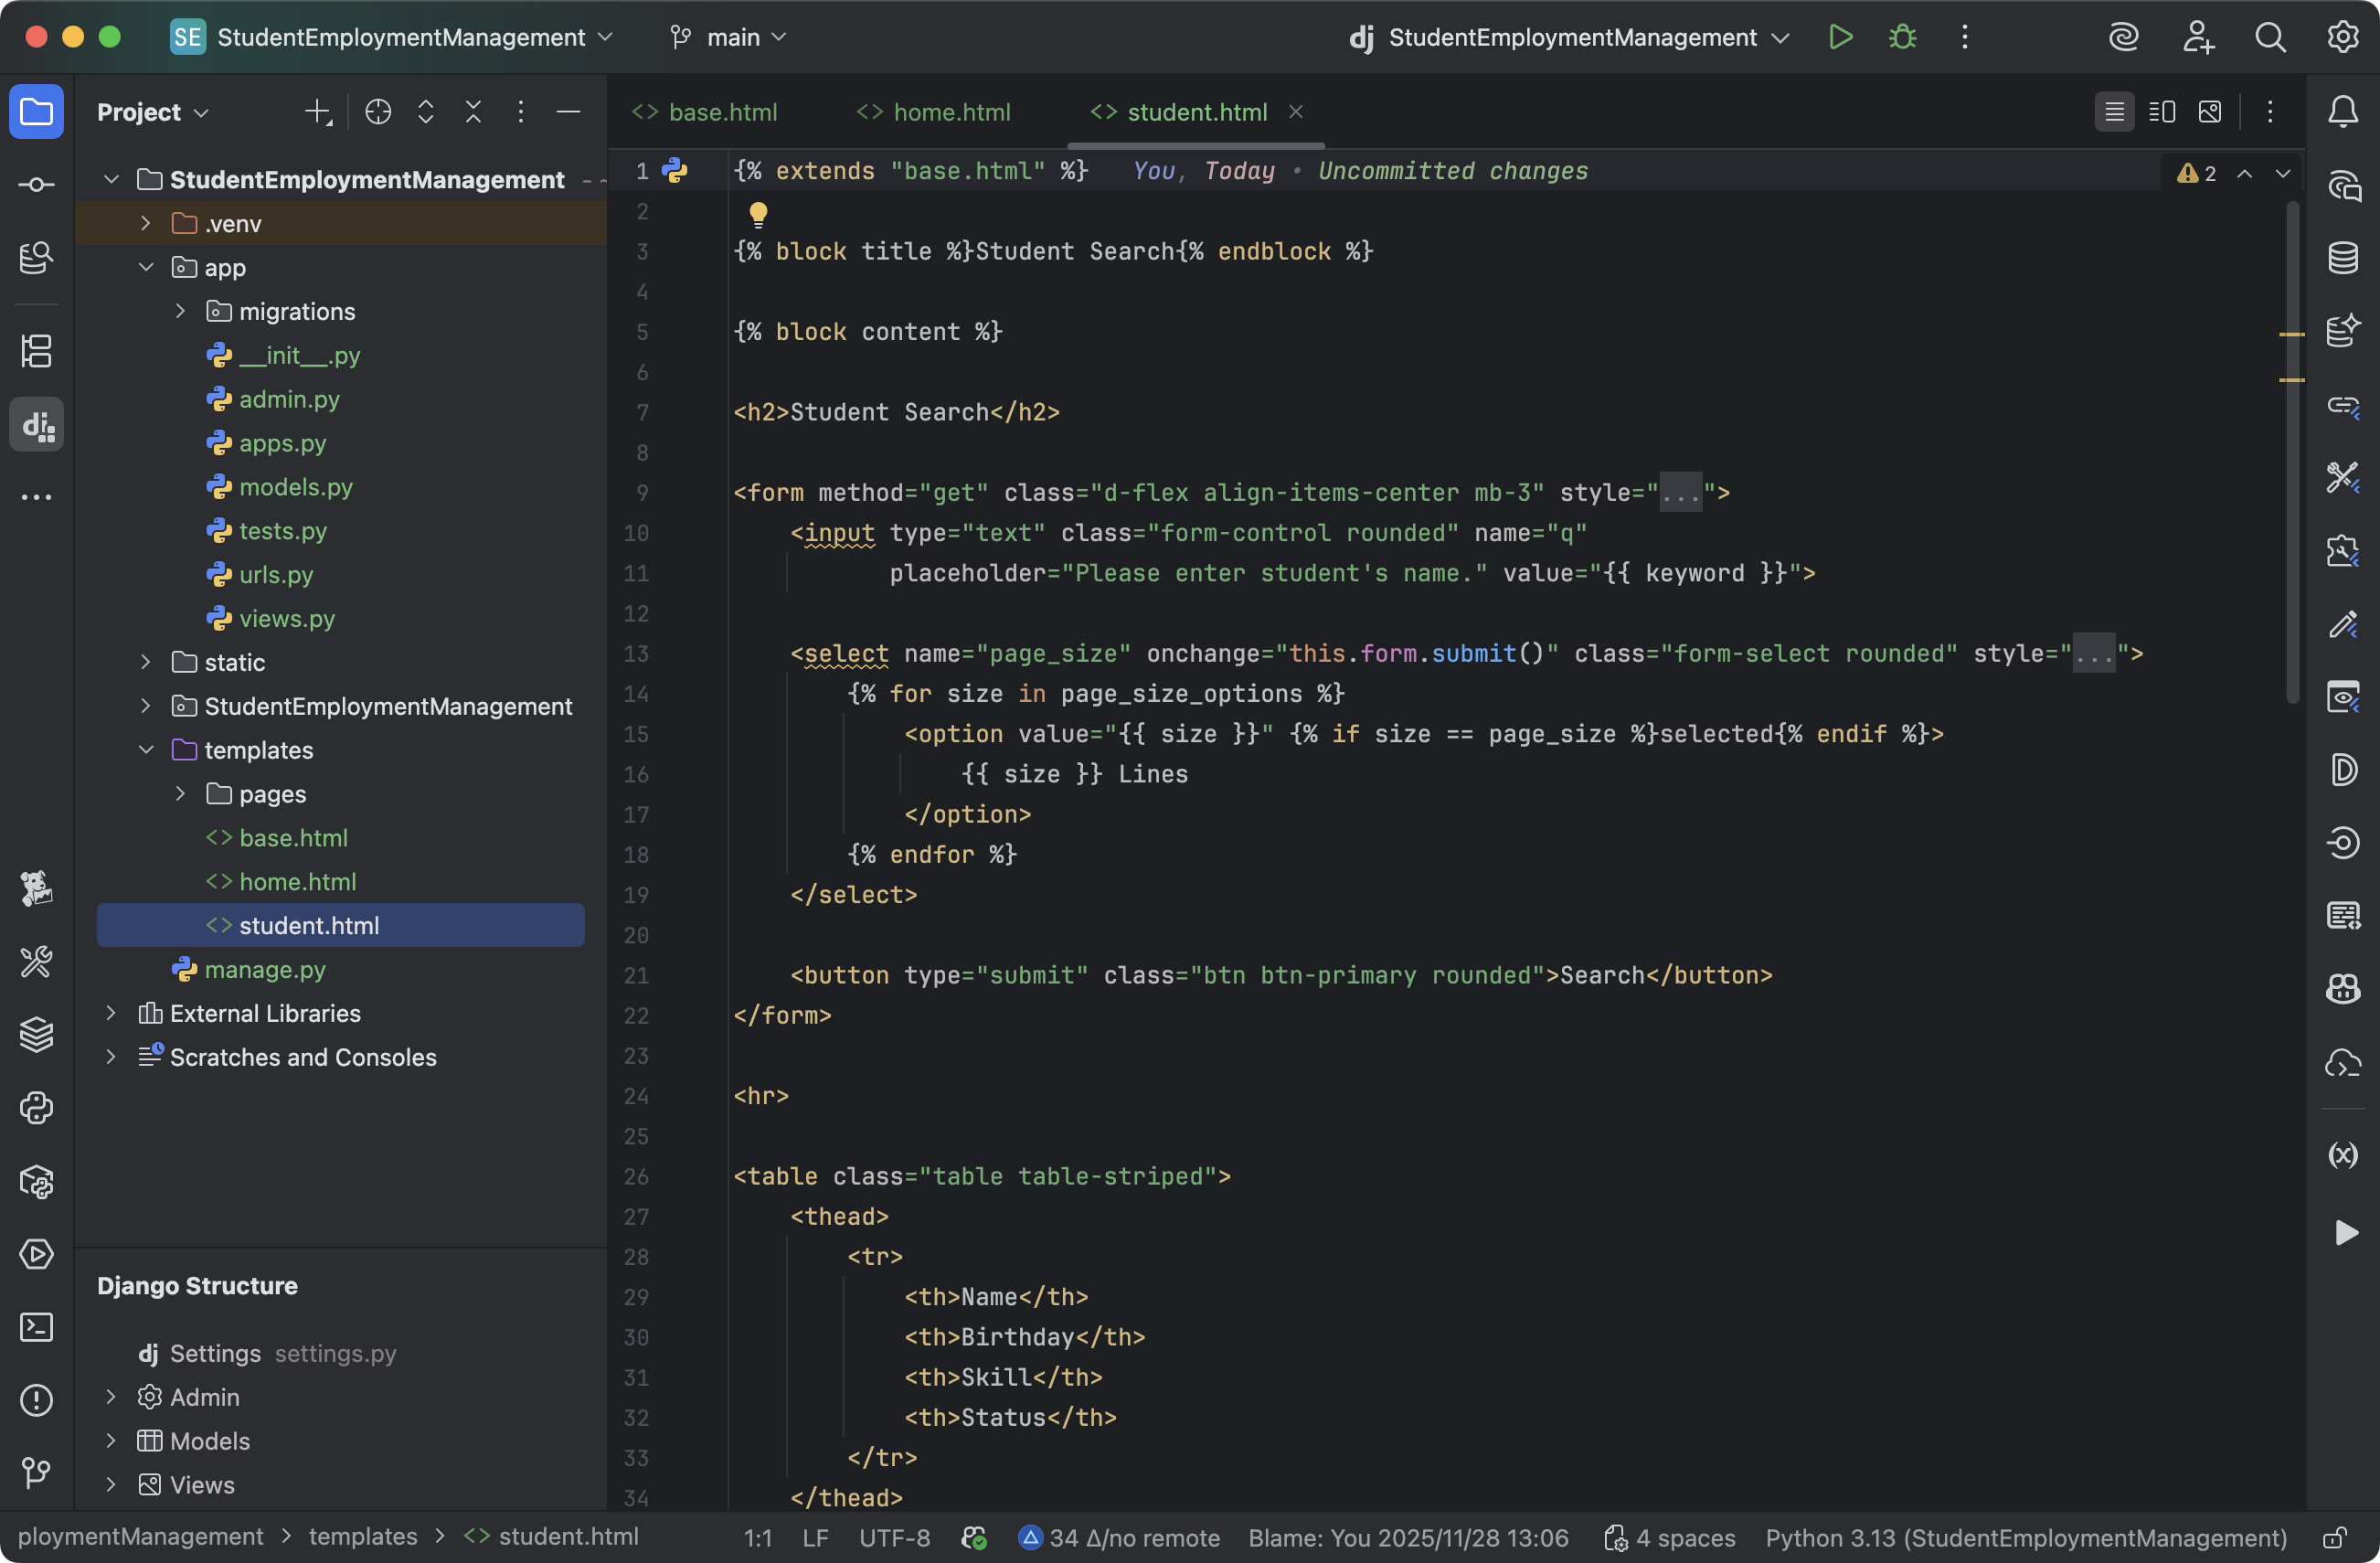 SE StudentEmploymentManagement main dj StudentEmploymentManagement
Project
StudentEmploymentManagement
.venv
app
migrations
__init__.py
admin.py
apps.py
models.py
tests.py
urls.py
views.py
static
StudentEmploymentManagement
templates
pages
base.html
home.html
student.html
manage.py
External Libraries
Scratches and Consoles
Django Structure
dj Settings settings.py
Admin
Models
Views
base.html home.html student.html
1 {% extends "base.html" %} You, Today • Uncommitted changes 2
2
3 {% block title %}Student Search{% endblock %}
4
5 {% block content %}
6
7 <h2>Student Search</h2>
8
9 <form method="get" class="d-flex align-items-center mb-3" style="...">
10 <input type="text" class="form-control rounded" name="q"
11 placeholder="Please enter student's name." value="{{ keyword }}">
12
13 <select name="page_size" onchange="this.form.submit()" class="form-select rounded" style="...">
14 {% for size in page_size_options %}
15 <option value="{{ size }}" {% if size == page_size %}selected{% endif %}>
16 {{ size }} Lines
17 </option>
18 {% endfor %}
19 </select>
20
21 <button type="submit" class="btn btn-primary rounded">Search</button>
22 </form>
23
24 <hr>
25
26 <table class="table table-striped">
27 <thead>
28 <tr>
29 <th>Name</th>
30 <th>Birthday</th>
31 <th>Skill</th>
32 <th>Status</th>
33 </tr>
34 </thead>
ploymentManagement > templates > student.html 1:1 LF UTF-8 34 Δ/no remote Blame: You 2025/11/28 13:06 4 spaces Python 3.13 (StudentEmploymentManagement)